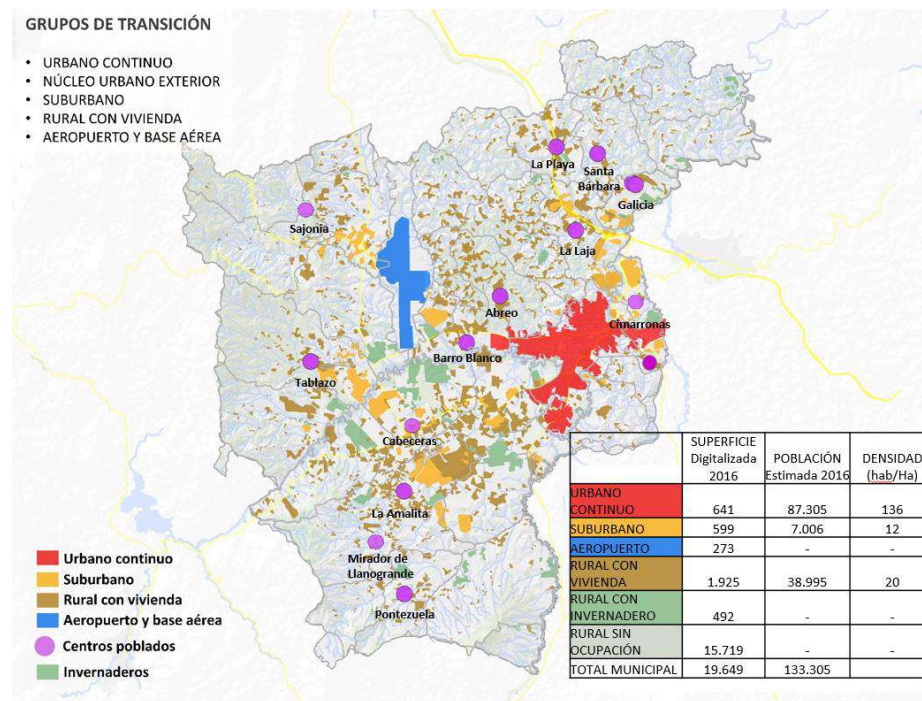 GRUPOS DE TRANSICIÓN
• URBANO CONTINUO
• NÚCLEO URBANO EXTERIOR
• SUBURBANO
• RURAL CON VIVIENDA
• AEROPUERTO Y BASE AÉREA
La Playa
Santa
Bárbara
Galicia
Sajonia
La Laja
Abreo
Cimarronas
Barro Blanco
Tablazo
Cabeceras
La Amalita
Mirador de
Llanogrande
Pontezuela
Urbano continuo
Suburbano
Rural con vivienda
Aeropuerto y base aérea
Centros poblados
Invernaderos
SUPERFICIE
Digitalizada
2016
POBLACIÓN
Estimada 2016
DENSIDAD
(hab/Ha)
URBANO
CONTINUO 641 87.305 136
SUBURBANO 599 7.006 12
AEROPUERTO 273 - -
RURAL CON
VIVIENDA 1.925 38.995 20
RURAL CON
INVERNADERO 492 - -
RURAL SIN
OCUPACIÓN 15.719 - -
TOTAL MUNICIPAL 19.649 133.305